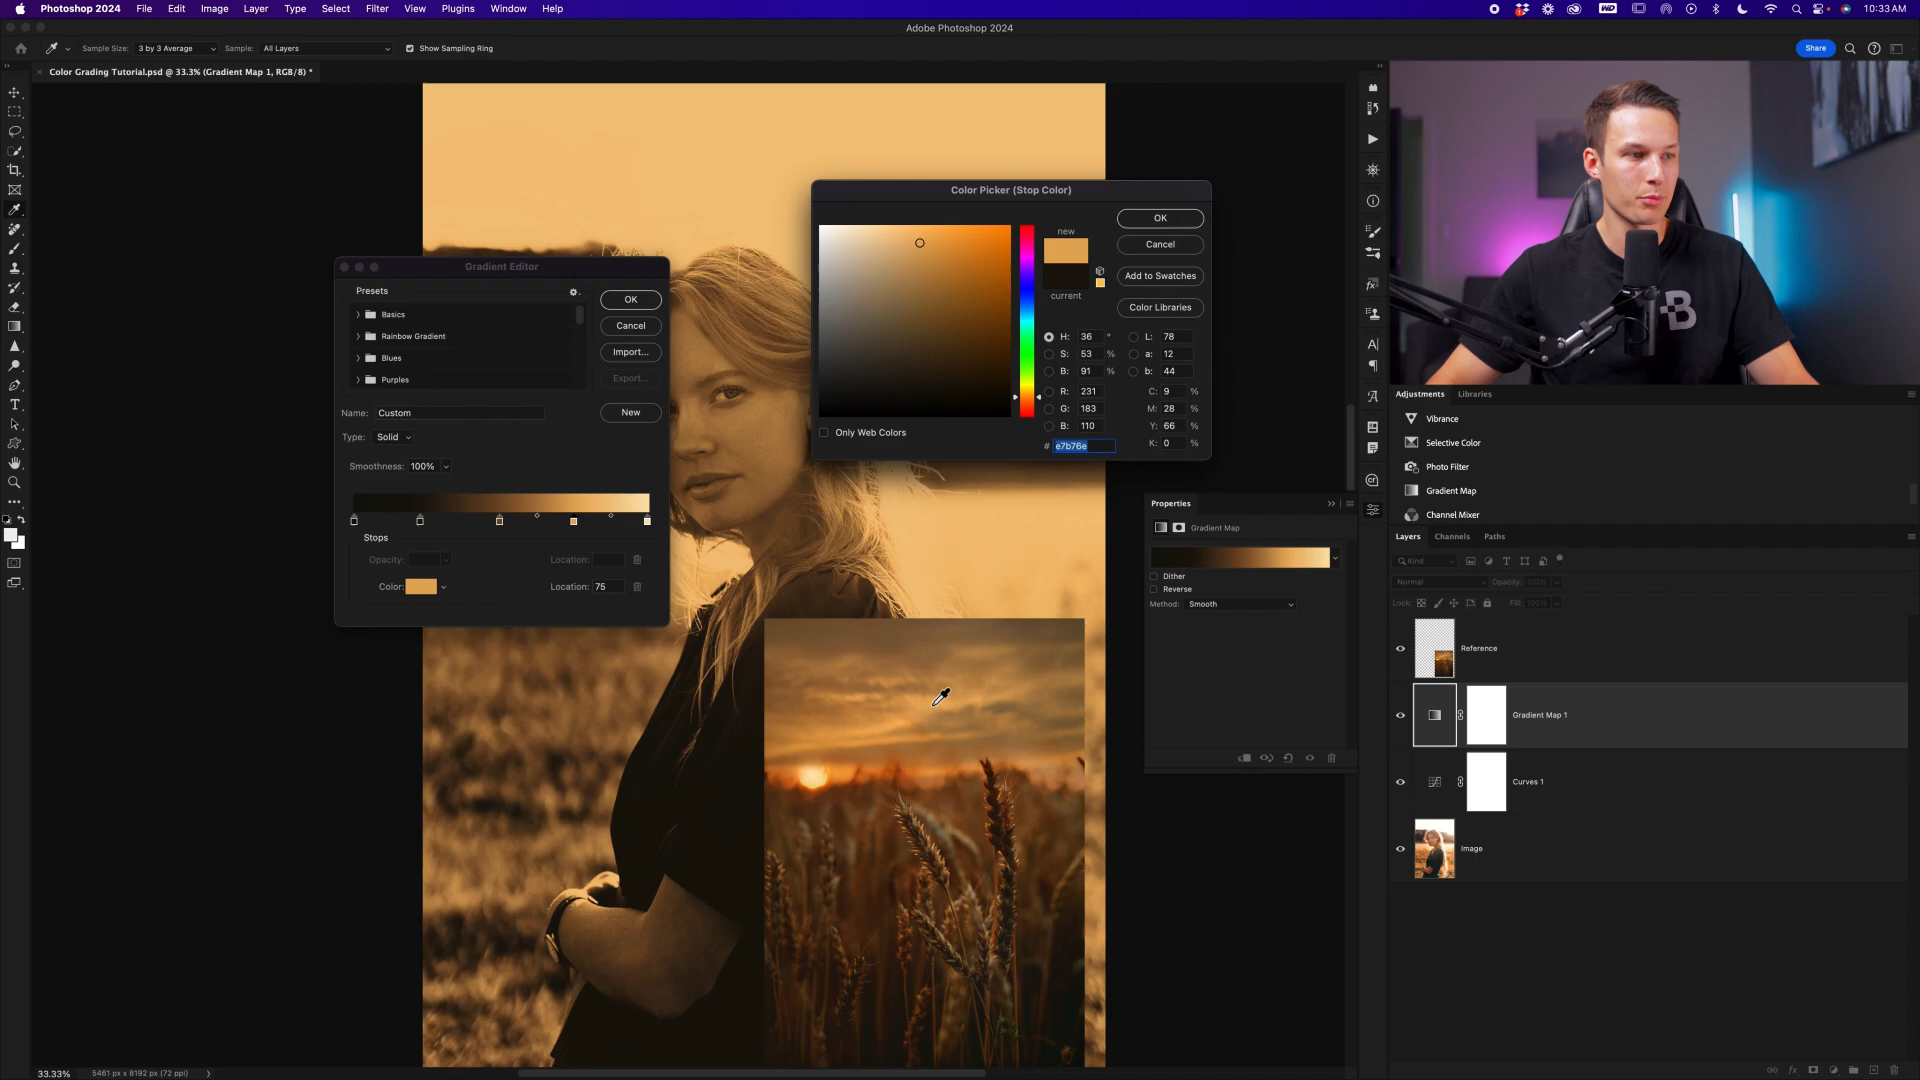 Photoshop 2024 File Edit Image Layer Type Select Filter View Plugins Window Help 10:33 AM
Adobe Photoshop 2024
Sample Size: 3 by 3 Average Sample: All Layers Show Sampling Ring Share
Color Grading Tutorial.psd @ 33.3% (Gradient Map 1, RGB/8) *
Color Picker (Stop Color)
new
current
OK
Cancel
Add to Swatches
Color Libraries
H: 36 ° L: 78
S: 53 % a: 12
B: 91 % b: 44
R: 231 C: 9 %
G: 183 M: 28 %
B: 110 Y: 66 %
# e7b76e K: 0 %
Only Web Colors
Gradient Editor
Presets
Basics
Rainbow Gradient
Blues
Purples
OK
Cancel
Import...
Export...
New
Name: Custom
Type: Solid
Smoothness: 100%
Stops
Opacity: Location:
Color: Location: 75
Properties
Gradient Map
Dither
Reverse
Method: Smooth
Adjustments Libraries
Vibrance
Selective Color
Photo Filter
Gradient Map
Channel Mixer
Layers Channels Paths
Kind
Normal Opacity: 100%
Lock: Fill: 100%
Reference
Gradient Map 1
Curves 1
Image
33.33% 5461 px x 8192 px (72 ppi)